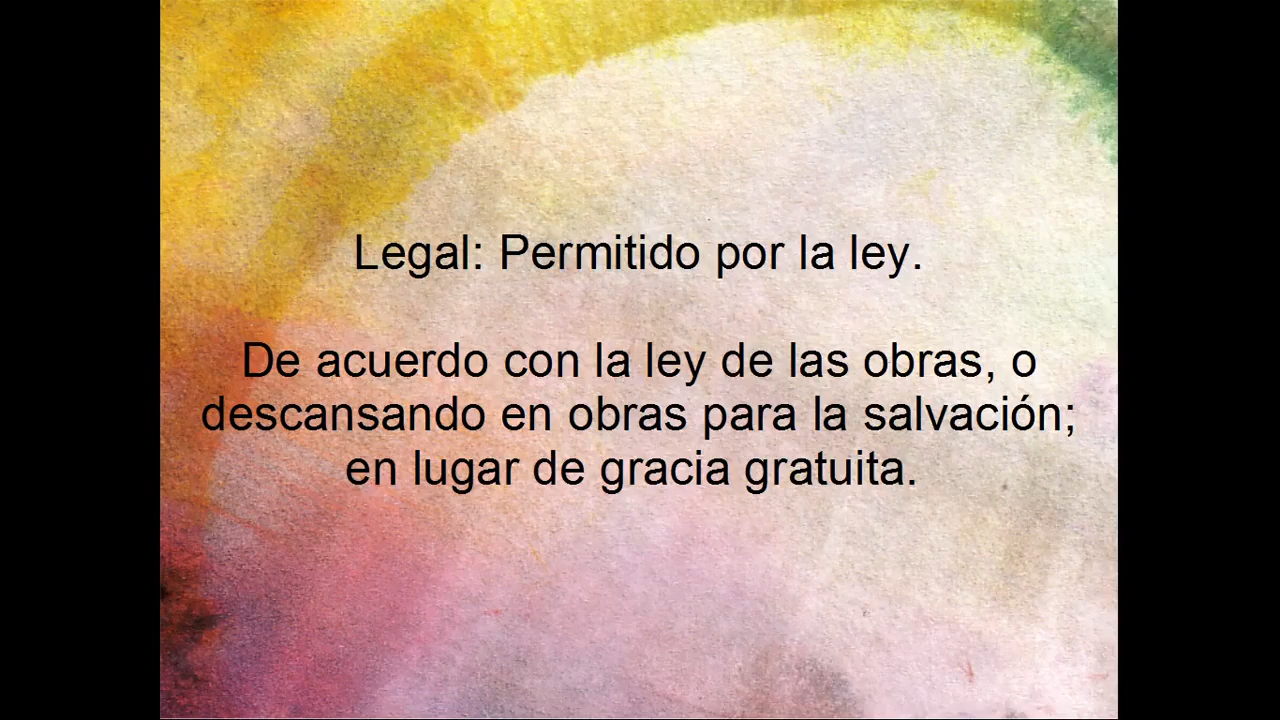 Legal: Permitido por la ley.
De acuerdo con la ley de las obras, o
descansando en obras para la salvación;
en lugar de gracia gratuita.